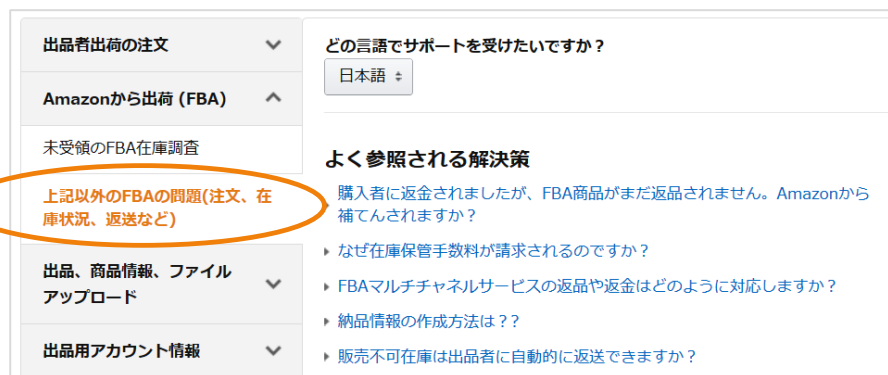 出品者出荷の注文
Amazonから出荷 (FBA)
未受領のFBA在庫調査
上記以外のFBAの問題(注文、在
庫状況、返送など)
出品、商品情報、ファイル
アップロード
出品用アカウント情報
どの言語でサポートを受けたいですか？
日本語
よく参照される解決策
購入者に返金されましたが、FBA商品がまだ返品されません。Amazonから
補てんされますか？
なぜ在庫保管手数料が請求されるのですか？
FBAマルチチャネルサービスの返品や返金はどのように対応しますか？
納品情報の作成方法は？?
販売不可在庫は出品者に自動的に返送できますか？